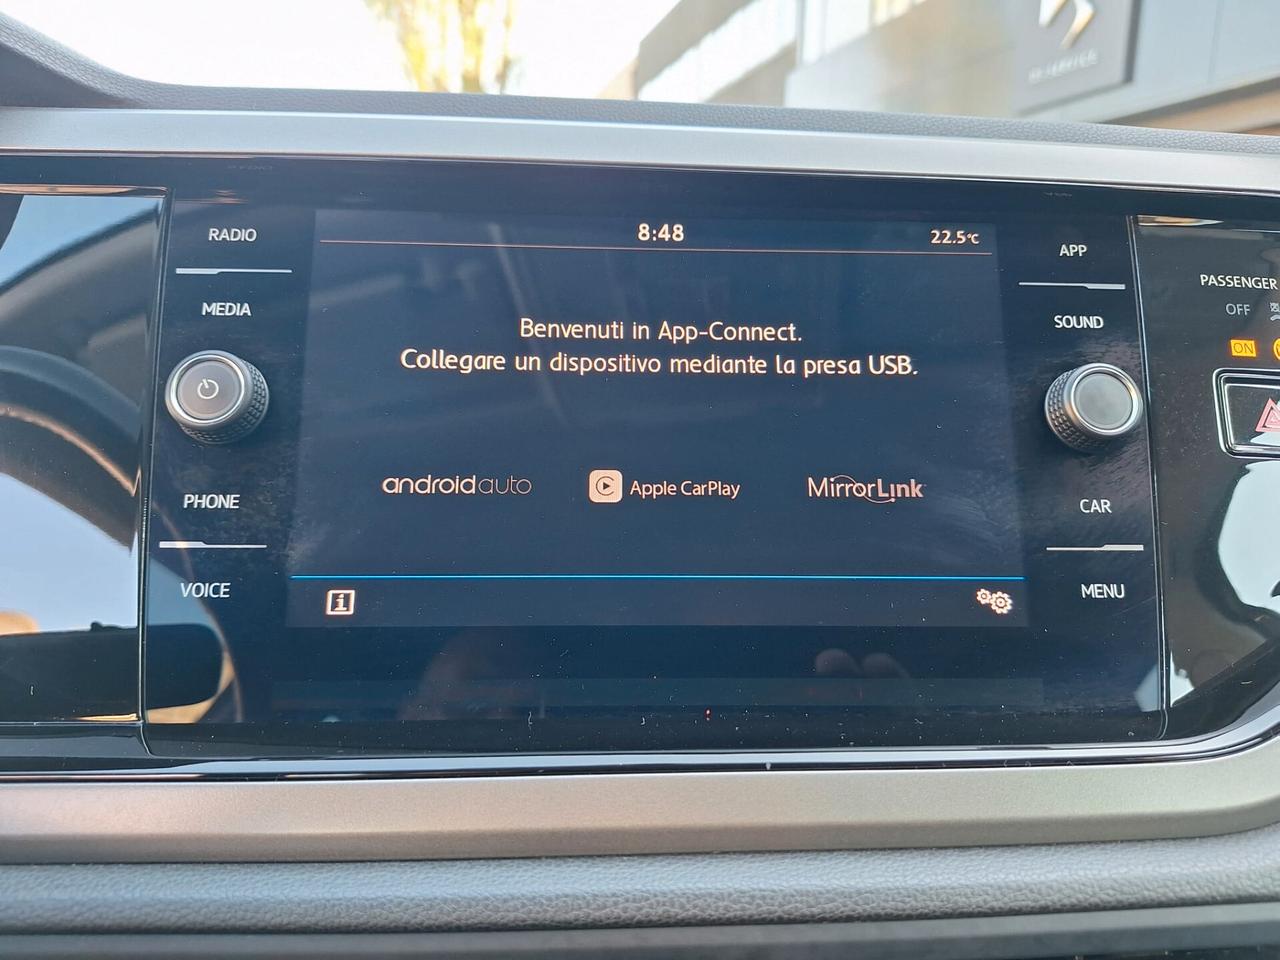 RADIO
MEDIA
PHONE
VOICE
8:48
22.5°C
Benvenuti in App-Connect.
Collegare un dispositivo mediante la presa USB.
androidauto
Apple CarPlay
MirrorLink
i
APP
SOUND
CAR
MENU
PASSENGER
OFF
ON